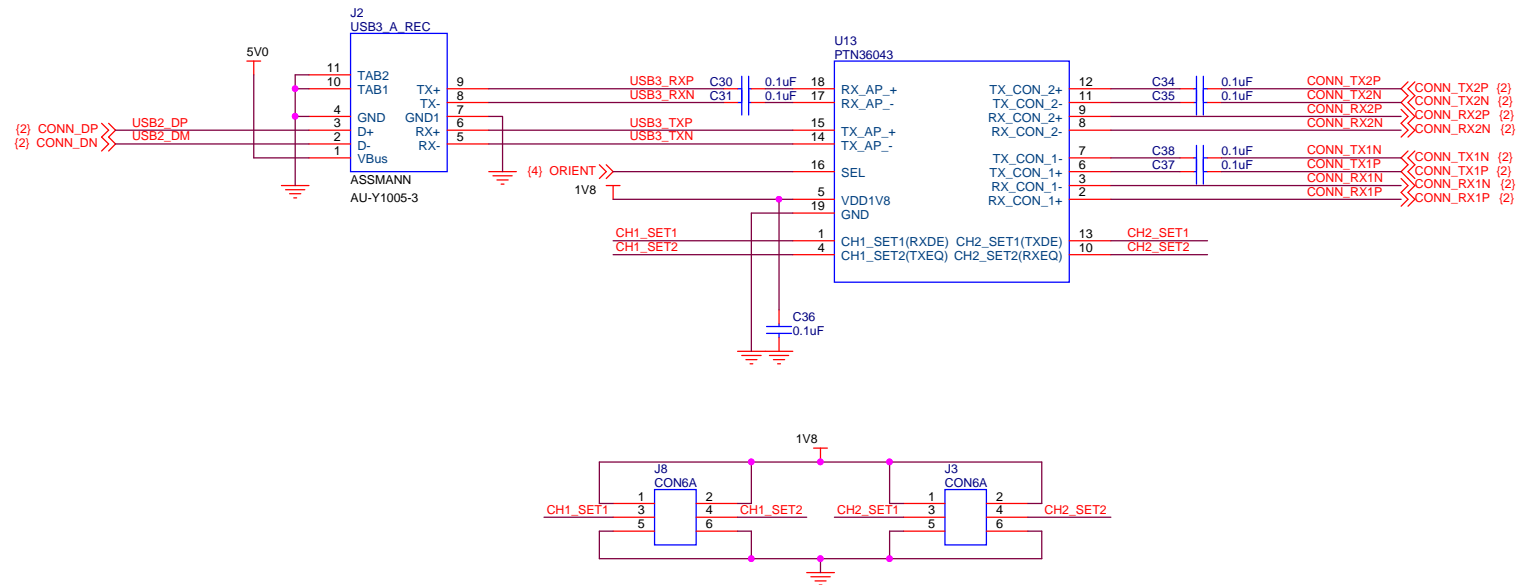 J2
USB3_A_REC
5V0
11 TAB2
10 TAB1
4 GND
3 D+
2 D-
1 VBus
TX+ 9
TX- 8
GND1 7
RX+ 6
RX- 5
{2} CONN_DP USB2_DP
{2} CONN_DN USB2_DM
ASSMANN
AU-Y1005-3
USB3_RXP C30 0.1uF
USB3_RXN C31 0.1uF
USB3_TXP
USB3_TXN
{4} ORIENT
1V8
CH1_SET1
CH1_SET2
U13
PTN36043
18 RX_AP_+
17 RX_AP_-
15 TX_AP_+
14 TX_AP_-
16 SEL
5 VDD1V8
19 GND
1 CH1_SET1(RXDE)
4 CH1_SET2(TXEQ)
TX_CON_2+ 12
TX_CON_2- 11
RX_CON_2+ 9
RX_CON_2- 8
TX_CON_1- 7
TX_CON_1+ 6
RX_CON_1- 3
RX_CON_1+ 2
CH2_SET1(TXDE) 13 CH2_SET1
CH2_SET2(RXEQ) 10 CH2_SET2
C34 0.1uF CONN_TX2P CONN_TX2P {2}
C35 0.1uF CONN_TX2N CONN_TX2N {2}
CONN_RX2P CONN_RX2P {2}
CONN_RX2N CONN_RX2N {2}
C38 0.1uF CONN_TX1N CONN_TX1N {2}
C37 0.1uF CONN_TX1P CONN_TX1P {2}
CONN_RX1N CONN_RX1N {2}
CONN_RX1P CONN_RX1P {2}
C36
0.1uF
1V8
J8
CON6A
1 2
CH1_SET1 3 4 CH1_SET2
5 6
J3
CON6A
1 2
CH2_SET1 3 4 CH2_SET2
5 6